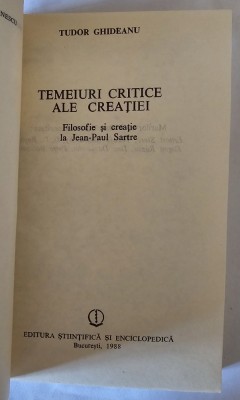 NESCU
TUDOR GHIDEANU
TEMEIURI CRITICE
ALE CREAȚIEI
Filosofie și creație
la Jean-Paul Sartre
EDITURA ȘTIINȚIFICĂ ȘI ENCICLOPEDICĂ
București, 1988